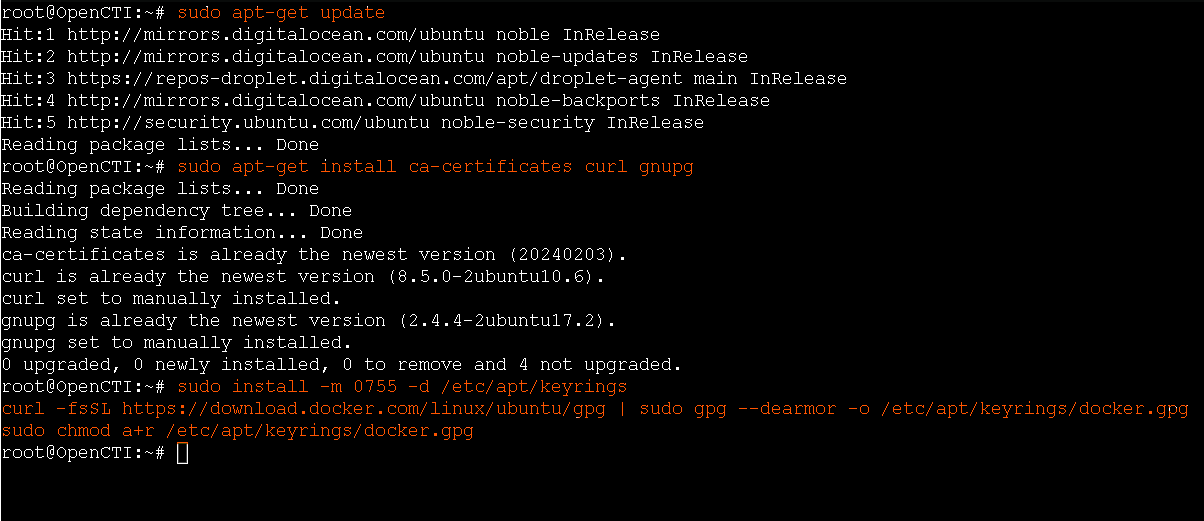 root@OpenCTI:~# sudo apt-get update
Hit:1 http://mirrors.digitalocean.com/ubuntu noble InRelease
Hit:2 http://mirrors.digitalocean.com/ubuntu noble-updates InRelease
Hit:3 https://repos-droplet.digitalocean.com/apt/droplet-agent main InRelease
Hit:4 http://mirrors.digitalocean.com/ubuntu noble-backports InRelease
Hit:5 http://security.ubuntu.com/ubuntu noble-security InRelease
Reading package lists... Done
root@OpenCTI:~# sudo apt-get install ca-certificates curl gnupg
Reading package lists... Done
Building dependency tree... Done
Reading state information... Done
ca-certificates is already the newest version (20240203).
curl is already the newest version (8.5.0-2ubuntu10.6).
curl set to manually installed.
gnupg is already the newest version (2.4.4-2ubuntu17.2).
gnupg set to manually installed.
0 upgraded, 0 newly installed, 0 to remove and 4 not upgraded.
root@OpenCTI:~# sudo install -m 0755 -d /etc/apt/keyrings
curl -fsSL https://download.docker.com/linux/ubuntu/gpg | sudo gpg --dearmor -o /etc/apt/keyrings/docker.gpg
sudo chmod a+r /etc/apt/keyrings/docker.gpg
root@OpenCTI:~#